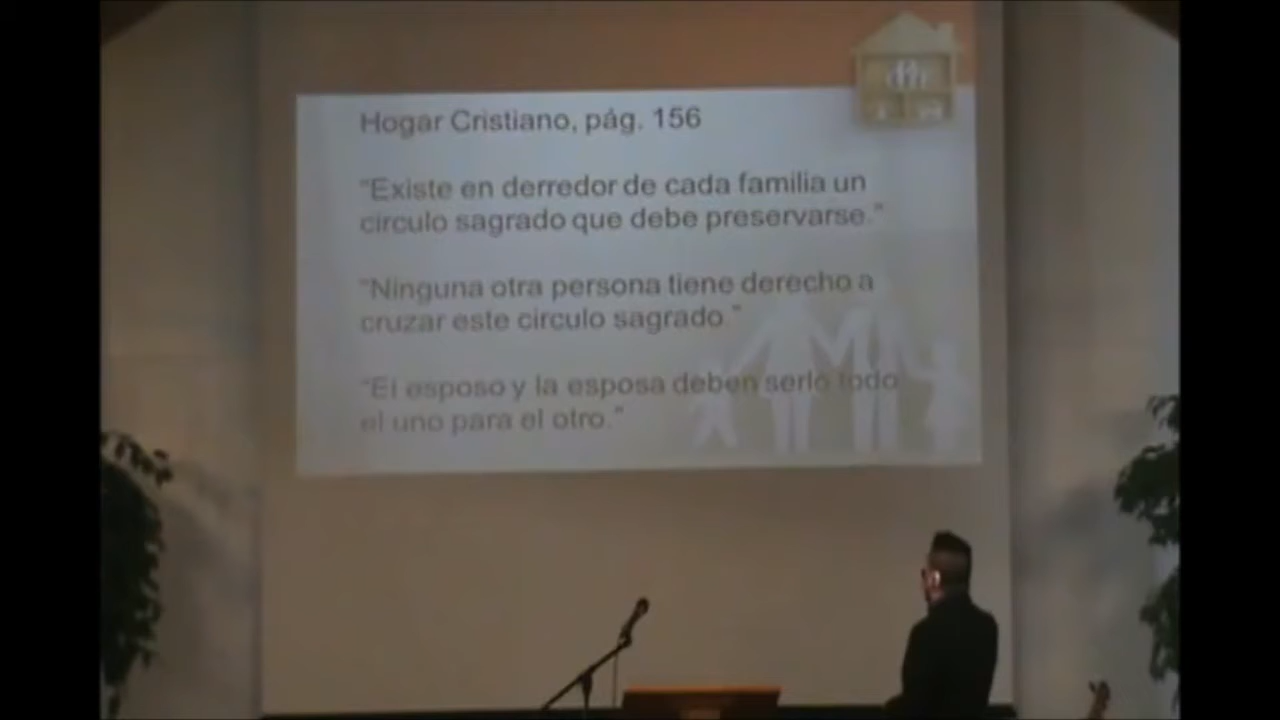 Hogar Cristiano, pág. 156
"Existe en derredor de cada familia un
circulo sagrado que debe preservarse."
"Ninguna otra persona tiene derecho a
cruzar este circulo sagrado."
"El esposo y la esposa deben serlo todo
el uno para el otro."